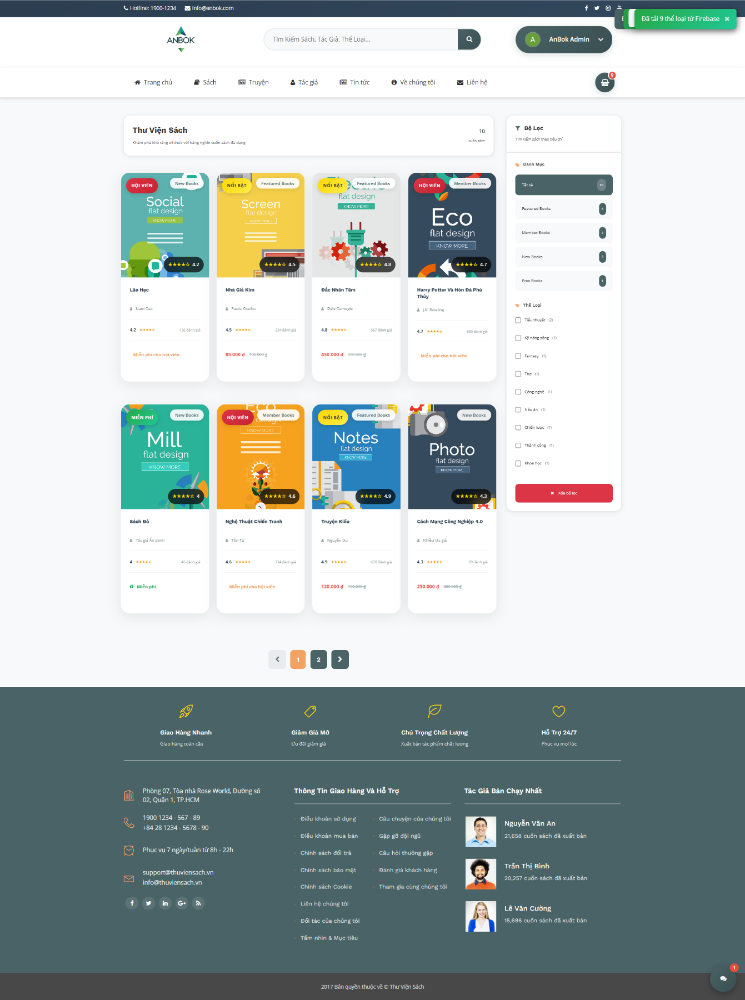 Hotline: 1900-1234
info@anbok.com
Đã tải 9 thể loại từ Firebase
ANBOK
Tìm Kiếm Sách, Tác Giả, Thể Loại...
A
AnBok Admin
Trang chủ
Sách
Truyện
Tác giả
Tin tức
Về chúng tôi
Liên hệ
9
Thư Viện Sách
Khám phá kho tàng tri thức với hàng nghìn cuốn sách đa dạng
10
cuốn sách
HỘI VIÊN
New Books
Social
flat design
KNOW MORE
4.2
Lão Hạc
Nam Cao
4.2
156 đánh giá
Miễn phí cho hội viên
NỔI BẬT
Featured Books
Screen
flat design
KNOW MORE
4.5
Nhà Giả Kim
Paulo Coelho
4.5
234 đánh giá
85.000 ₫
100.000 ₫
NỔI BẬT
Featured Books
Electric
flat design
KNOW MORE
4.8
Đắc Nhân Tâm
Dale Carnegie
4.8
567 đánh giá
450.000 ₫
500.000 ₫
HỘI VIÊN
Member Books
Eco
flat design
KNOW MORE
4.7
Harry Potter Và Hòn Đá Phù
Thủy
J.K. Rowling
4.7
890 đánh giá
Miễn phí cho hội viên
MIỄN PHÍ
New Books
Mill
flat design
KNOW MORE
4
Sách Đỏ
Tác giả Ẩn danh
4
45 đánh giá
Miễn phí
HỘI VIÊN
Member Books
ECO
flat design
KNOW MORE
4.6
Nghệ Thuật Chiến Tranh
Tôn Tử
4.6
234 đánh giá
Miễn phí cho hội viên
NỔI BẬT
Featured Books
Notes
flat design
KNOW MORE
4.9
Truyện Kiều
Nguyễn Du
4.9
678 đánh giá
120.000 ₫
150.000 ₫
New Books
Photo
flat design
KNOW MORE
4.3
Cách Mạng Công Nghiệp 4.0
Nhiều tác giả
4.3
89 đánh giá
250.000 ₫
300.000 ₫
1
2
Bộ Lọc
Tìm kiếm sách theo tiêu chí
Danh Mục
Tất cả
10
Featured Books
4
Member Books
3
New Books
3
Free Books
1
Thể Loại
Tiểu thuyết (2)
Kỹ năng sống (1)
Fantasy (1)
Thơ (1)
Công nghệ (1)
Nấu ăn (1)
Chiến lược (1)
Thành công (1)
Khoa học (1)
Xóa bộ lọc
Giao Hàng Nhanh
Giao hàng toàn cầu
Giảm Giá Mở
Ưu đãi giảm giá
Chú Trọng Chất Lượng
Xuất bản tác phẩm chất lượng
Hỗ Trợ 24/7
Phục vụ mọi lúc
Phòng 07, Tòa nhà Rose World, Đường số
02, Quận 1, TP.HCM
1900 1234 - 567 - 89
+84 28 1234 - 5678 - 90
Phục vụ 7 ngày/tuần từ 8h - 22h
support@thuviensach.vn
info@thuviensach.vn
Thông Tin Giao Hàng Và Hỗ Trợ
Điều khoản sử dụng
Điều khoản mua bán
Chính sách đổi trả
Chính sách bảo mật
Chính sách Cookie
Liên hệ chúng tôi
Đối tác của chúng tôi
Tầm nhìn & Mục tiêu
Câu chuyện của chúng tôi
Gặp gỡ đội ngũ
Câu hỏi thường gặp
Đánh giá khách hàng
Tham gia cùng chúng tôi
Tác Giả Bán Chạy Nhất
Nguyễn Văn An
21,658 cuốn sách đã xuất bản
Trần Thị Bình
20,257 cuốn sách đã xuất bản
Lê Văn Cường
15,686 cuốn sách đã xuất bản
1
2017 Bản quyền thuộc về © Thư Viện Sách